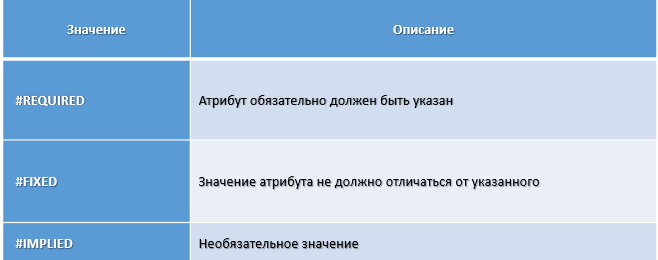 Значение Описание
#REQUIRED Атрибут обязательно должен быть указан
#FIXED Значение атрибута не должно отличаться от указанного
#IMPLIED Необязательное значение